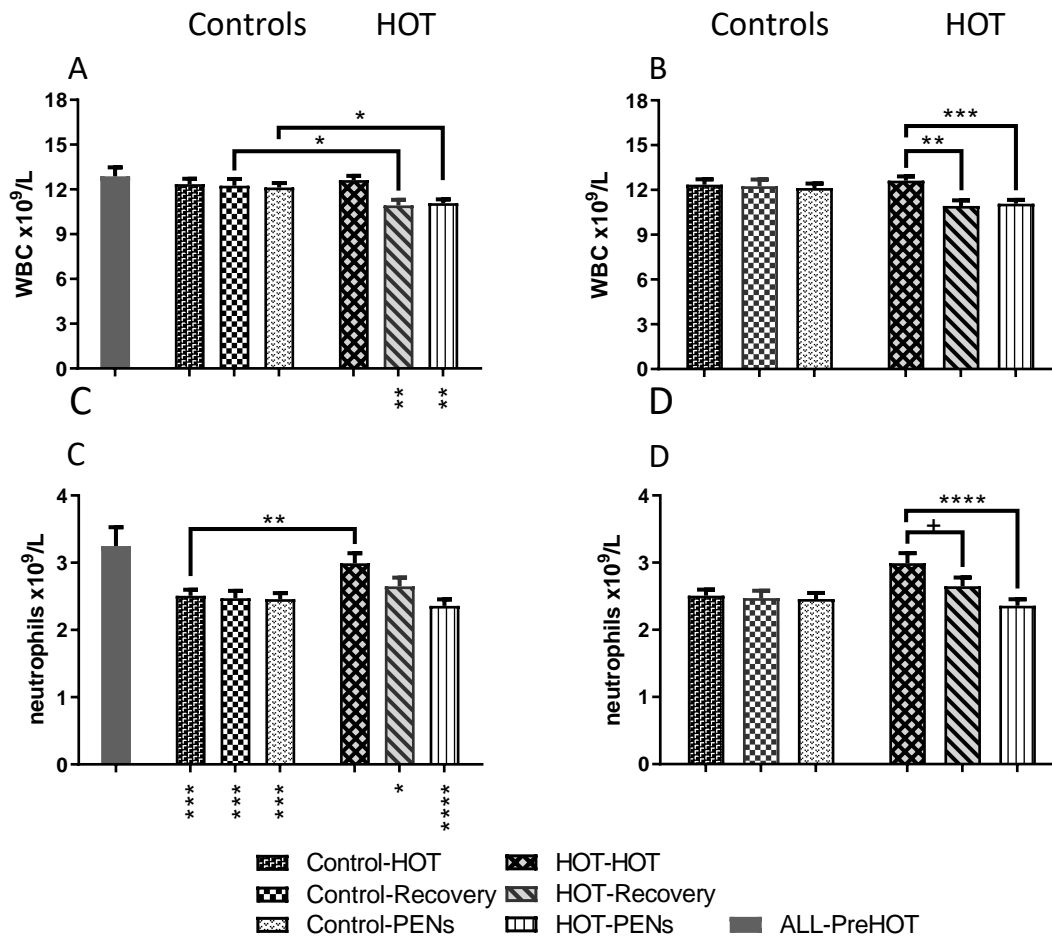 Controls HOT
Controls HOT
A
18
15
12
9
6
3
0
WBC x10⁹/L
*
*
**
**
B
18
15
12
9
6
3
0
WBC x10⁹/L
***
**
C
C
4
3
2
1
0
neutrophils x10⁹/L
**
***
***
***
*
****
D
D
4
3
2
1
0
neutrophils x10⁹/L
****
+
Control-HOT
Control-Recovery
Control-PENs
HOT-HOT
HOT-Recovery
HOT-PENs
ALL-PreHOT